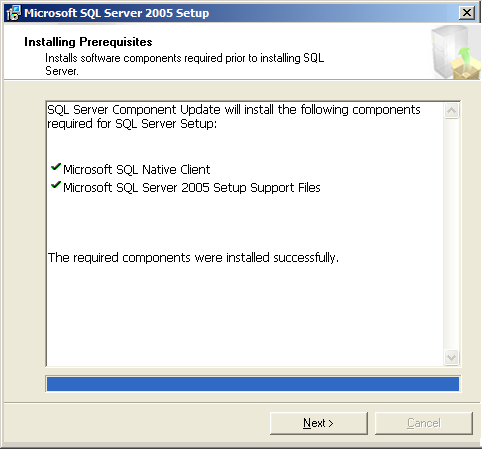 Microsoft SQL Server 2005 Setup
Installing Prerequisites
Installs software components required prior to installing SQL
Server.
SQL Server Component Update will install the following components
required for SQL Server Setup:
Microsoft SQL Native Client
Microsoft SQL Server 2005 Setup Support Files
The required components were installed successfully.
Next >
Cancel